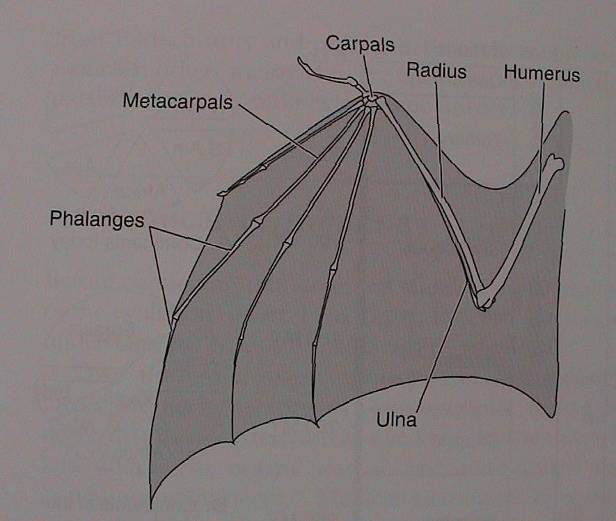 Carpals
Radius
Humerus
Metacarpals
Phalanges
Ulna